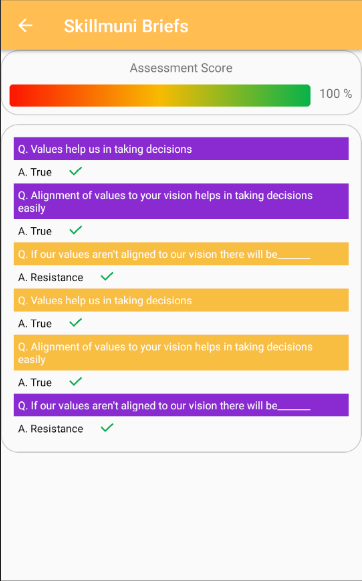 Skillmuni Briefs
Assessment Score
100 %
Q. Values help us in taking decisions
A. True
Q. Alignment of values to your vision helps in taking decisions
easily
A. True
Q. If our values aren't aligned to our vision there will be______
A. Resistance
Q. Values help us in taking decisions
A. True
Q. Alignment of values to your vision helps in taking decisions
easily
A. True
Q. If our values aren't aligned to our vision there will be______
A. Resistance